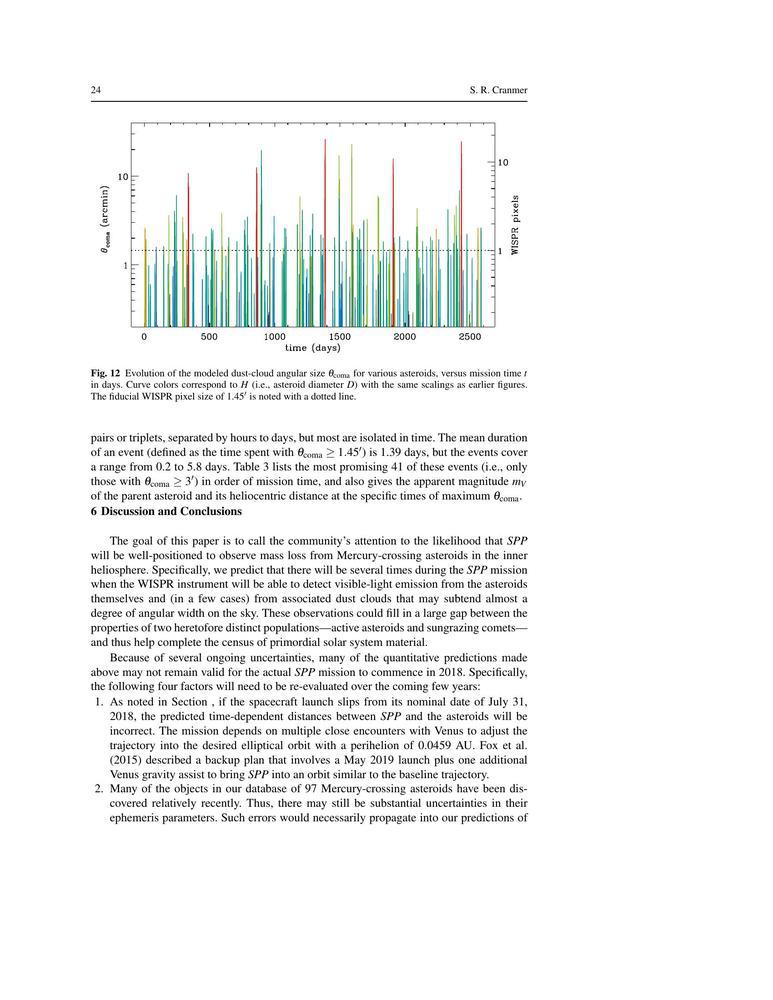 24 S. R. Cranmer
10
1
θcoma (arcmin)
10
1
WISPR pixels
0 500 1000 1500 2000 2500
time (days)
Fig. 12 Evolution of the modeled dust-cloud angular size θcoma for various asteroids, versus mission time t
in days. Curve colors correspond to H (i.e., asteroid diameter D) with the same scalings as earlier figures.
The fiducial WISPR pixel size of 1.45′ is noted with a dotted line.
pairs or triplets, separated by hours to days, but most are isolated in time. The mean duration
of an event (defined as the time spent with θcoma ≥ 1.45′) is 1.39 days, but the events cover
a range from 0.2 to 5.8 days. Table 3 lists the most promising 41 of these events (i.e., only
those with θcoma ≥ 3′) in order of mission time, and also gives the apparent magnitude mV
of the parent asteroid and its heliocentric distance at the specific times of maximum θcoma.
6 Discussion and Conclusions
The goal of this paper is to call the community's attention to the likelihood that SPP
will be well-positioned to observe mass loss from Mercury-crossing asteroids in the inner
heliosphere. Specifically, we predict that there will be several times during the SPP mission
when the WISPR instrument will be able to detect visible-light emission from the asteroids
themselves and (in a few cases) from associated dust clouds that may subtend almost a
degree of angular width on the sky. These observations could fill in a large gap between the
properties of two heretofore distinct populations—active asteroids and sungrazing comets—
and thus help complete the census of primordial solar system material.
Because of several ongoing uncertainties, many of the quantitative predictions made
above may not remain valid for the actual SPP mission to commence in 2018. Specifically,
the following four factors will need to be re-evaluated over the coming few years:
1. As noted in Section , if the spacecraft launch slips from its nominal date of July 31,
2018, the predicted time-dependent distances between SPP and the asteroids will be
incorrect. The mission depends on multiple close encounters with Venus to adjust the
trajectory into the desired elliptical orbit with a perihelion of 0.0459 AU. Fox et al.
(2015) described a backup plan that involves a May 2019 launch plus one additional
Venus gravity assist to bring SPP into an orbit similar to the baseline trajectory.
2. Many of the objects in our database of 97 Mercury-crossing asteroids have been dis-
covered relatively recently. Thus, there may still be substantial uncertainties in their
ephemeris parameters. Such errors would necessarily propagate into our predictions of